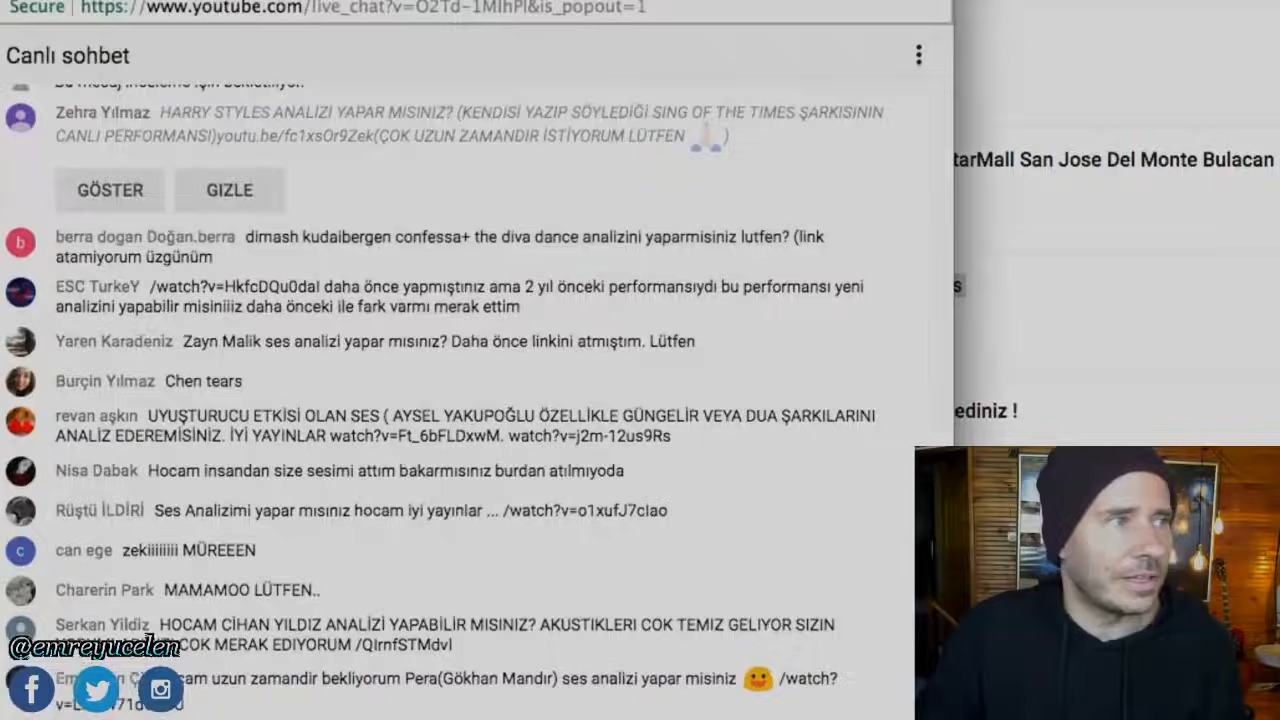 Secure https://www.youtube.com/live_chat?v=O2Td-1MIhPI&is_popout=1
Canlı sohbet
Zehra Yılmaz HARRY STYLES ANALİZİ YAPAR MISINIZ? (KENDİSİ YAZIP SÖYLEDİĞİ SING OF THE TIMES ŞARKISININ
CANLI PERFORMANSI)youtu.be/fc1xsOr9Zek(ÇOK UZUN ZAMANDIR İSTİYORUM LÜTFEN 🙏🏻)
GÖSTER GIZLE
tarMall San Jose Del Monte Bulacan
b berra dogan Doğan.berra dimash kudaibergen confessa+ the diva dance analizini yaparmisiniz lutfen? (link
atamiyorum üzgünüm
ESC TurkeY /watch?v=HkfcDQu0daI daha önce yapmıştınız ama 2 yıl önceki performansıydı bu performansı yeni
analizini yapabilir misiniiiz daha önceki ile fark varmı merak ettim
s
Yaren Karadeniz Zayn Malik ses analizi yapar mısınız? Daha önce linkini atmıştım. Lütfen
Burçin Yılmaz Chen tears
revan aşkın UYUŞTURUCU ETKİSİ OLAN SES ( AYSEL YAKUPOĞLU ÖZELLİKLE GÜNGELİR VEYA DUA ŞARKILARINI
ANALİZ EDEREMİSİNİZ. İYİ YAYINLAR watch?v=Ft_6bFLDxwM. watch?v=j2m-12us9Rs
ediniz !
Nisa Dabak Hocam insandan size sesimi attım bakarmısınız burdan atılmıyoda
Rüştü İLDİRİ Ses Analizimi yapar mısınız hocam iyi yayınlar ... /watch?v=o1xufJ7cIao
c can ege zekiiiiiiii MÜREEEN
Charerin Park MAMAMOO LÜTFEN..
Serkan Yildiz HOCAM CİHAN YILDIZ ANALİZİ YAPABİLİR MISINIZ? AKUSTIKLERI COK TEMIZ GELIYOR SIZIN
COK MERAK EDIYORUM /QIrnfSTMdvI
@emreyucelen
uzun zamandir bekliyorum Pera(Gökhan Mandır) ses analizi yapar misiniz 😛 /watch?